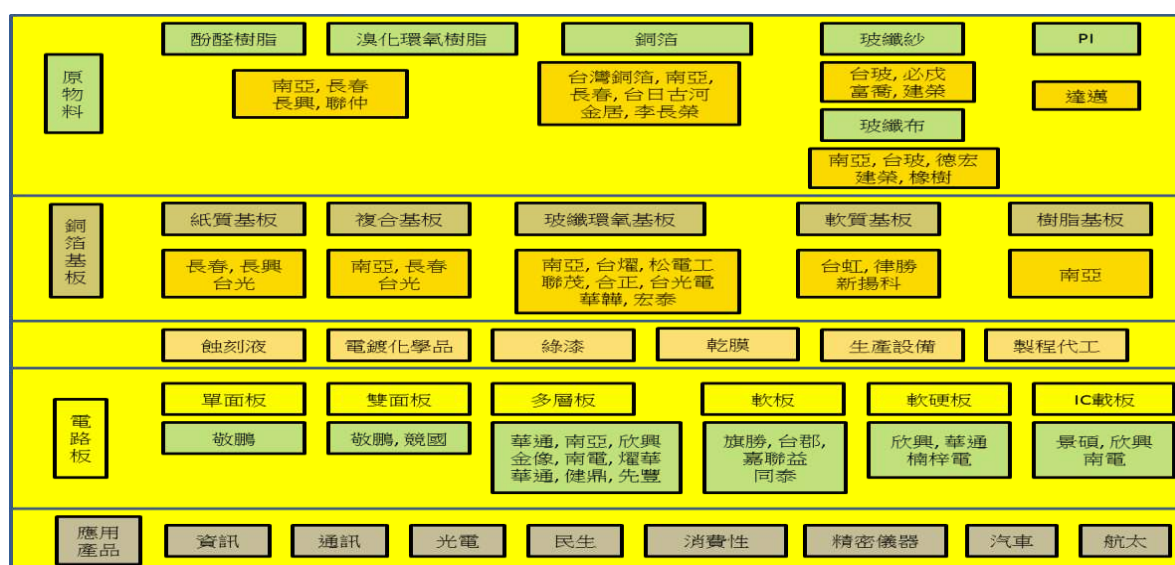 原物料
酚醛樹脂
溴化環氧樹脂
銅箔
玻纖紗
PI
南亞, 長春
長興, 聯仲
台灣銅箔, 南亞,
長春, 台日古河
金居, 李長榮
台玻, 必成
富喬, 建榮
達邁
玻纖布
南亞, 台玻, 德宏
建榮, 橡樹
銅箔基板
紙質基板
複合基板
玻纖環氧基板
軟質基板
樹脂基板
長春, 長興
台光
南亞, 長春
台光
南亞, 台燿, 松電工
聯茂, 合正, 台光電
華韡, 宏泰
台虹, 律勝
新揚科
南亞
蝕刻液
電鍍化學品
綠漆
乾膜
生產設備
製程代工
電路板
單面板
雙面板
多層板
軟板
軟硬板
IC載板
敬鵬
敬鵬, 競國
華通, 南亞, 欣興
金像, 南電, 燿華
華通, 健鼎, 先豐
旗勝, 台郡,
嘉聯益
同泰
欣興, 華通
楠梓電
景碩, 欣興
南電
應用
產品
資訊
通訊
光電
民生
消費性
精密儀器
汽車
航太